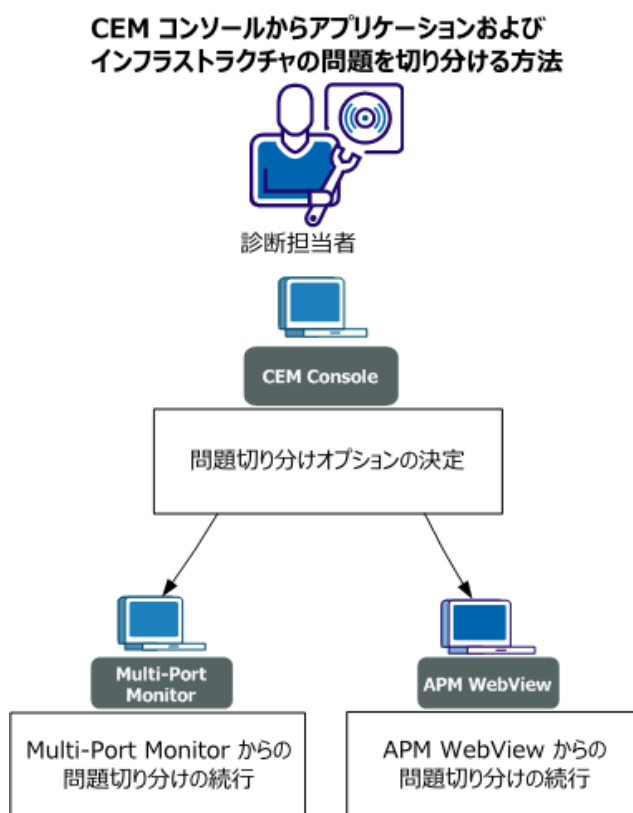 CEM コンソールからアプリケーションおよび
インフラストラクチャの問題を切り分ける方法
診断担当者
CEM Console
問題切り分けオプションの決定
Multi-Port
Monitor
Multi-Port Monitor からの
問題切り分けの続行
APM WebView
APM WebView からの
問題切り分けの続行